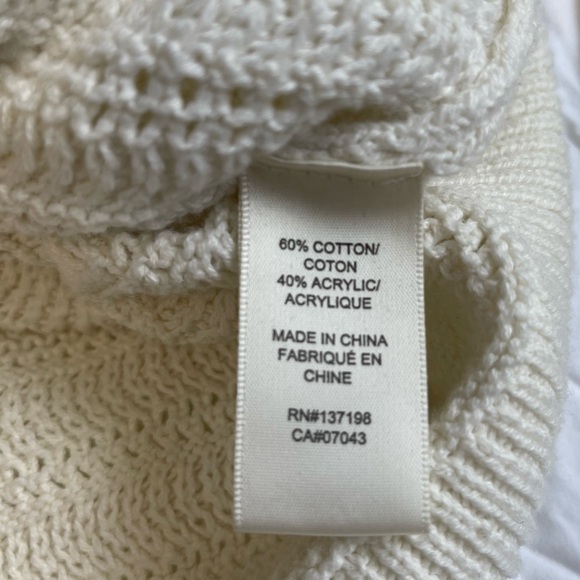 60% COTTON/
COTON
40% ACRYLIC/
ACRYLIQUE
MADE IN CHINA
FABRIQUÉ EN
CHINE
RN#137198
CA#07043